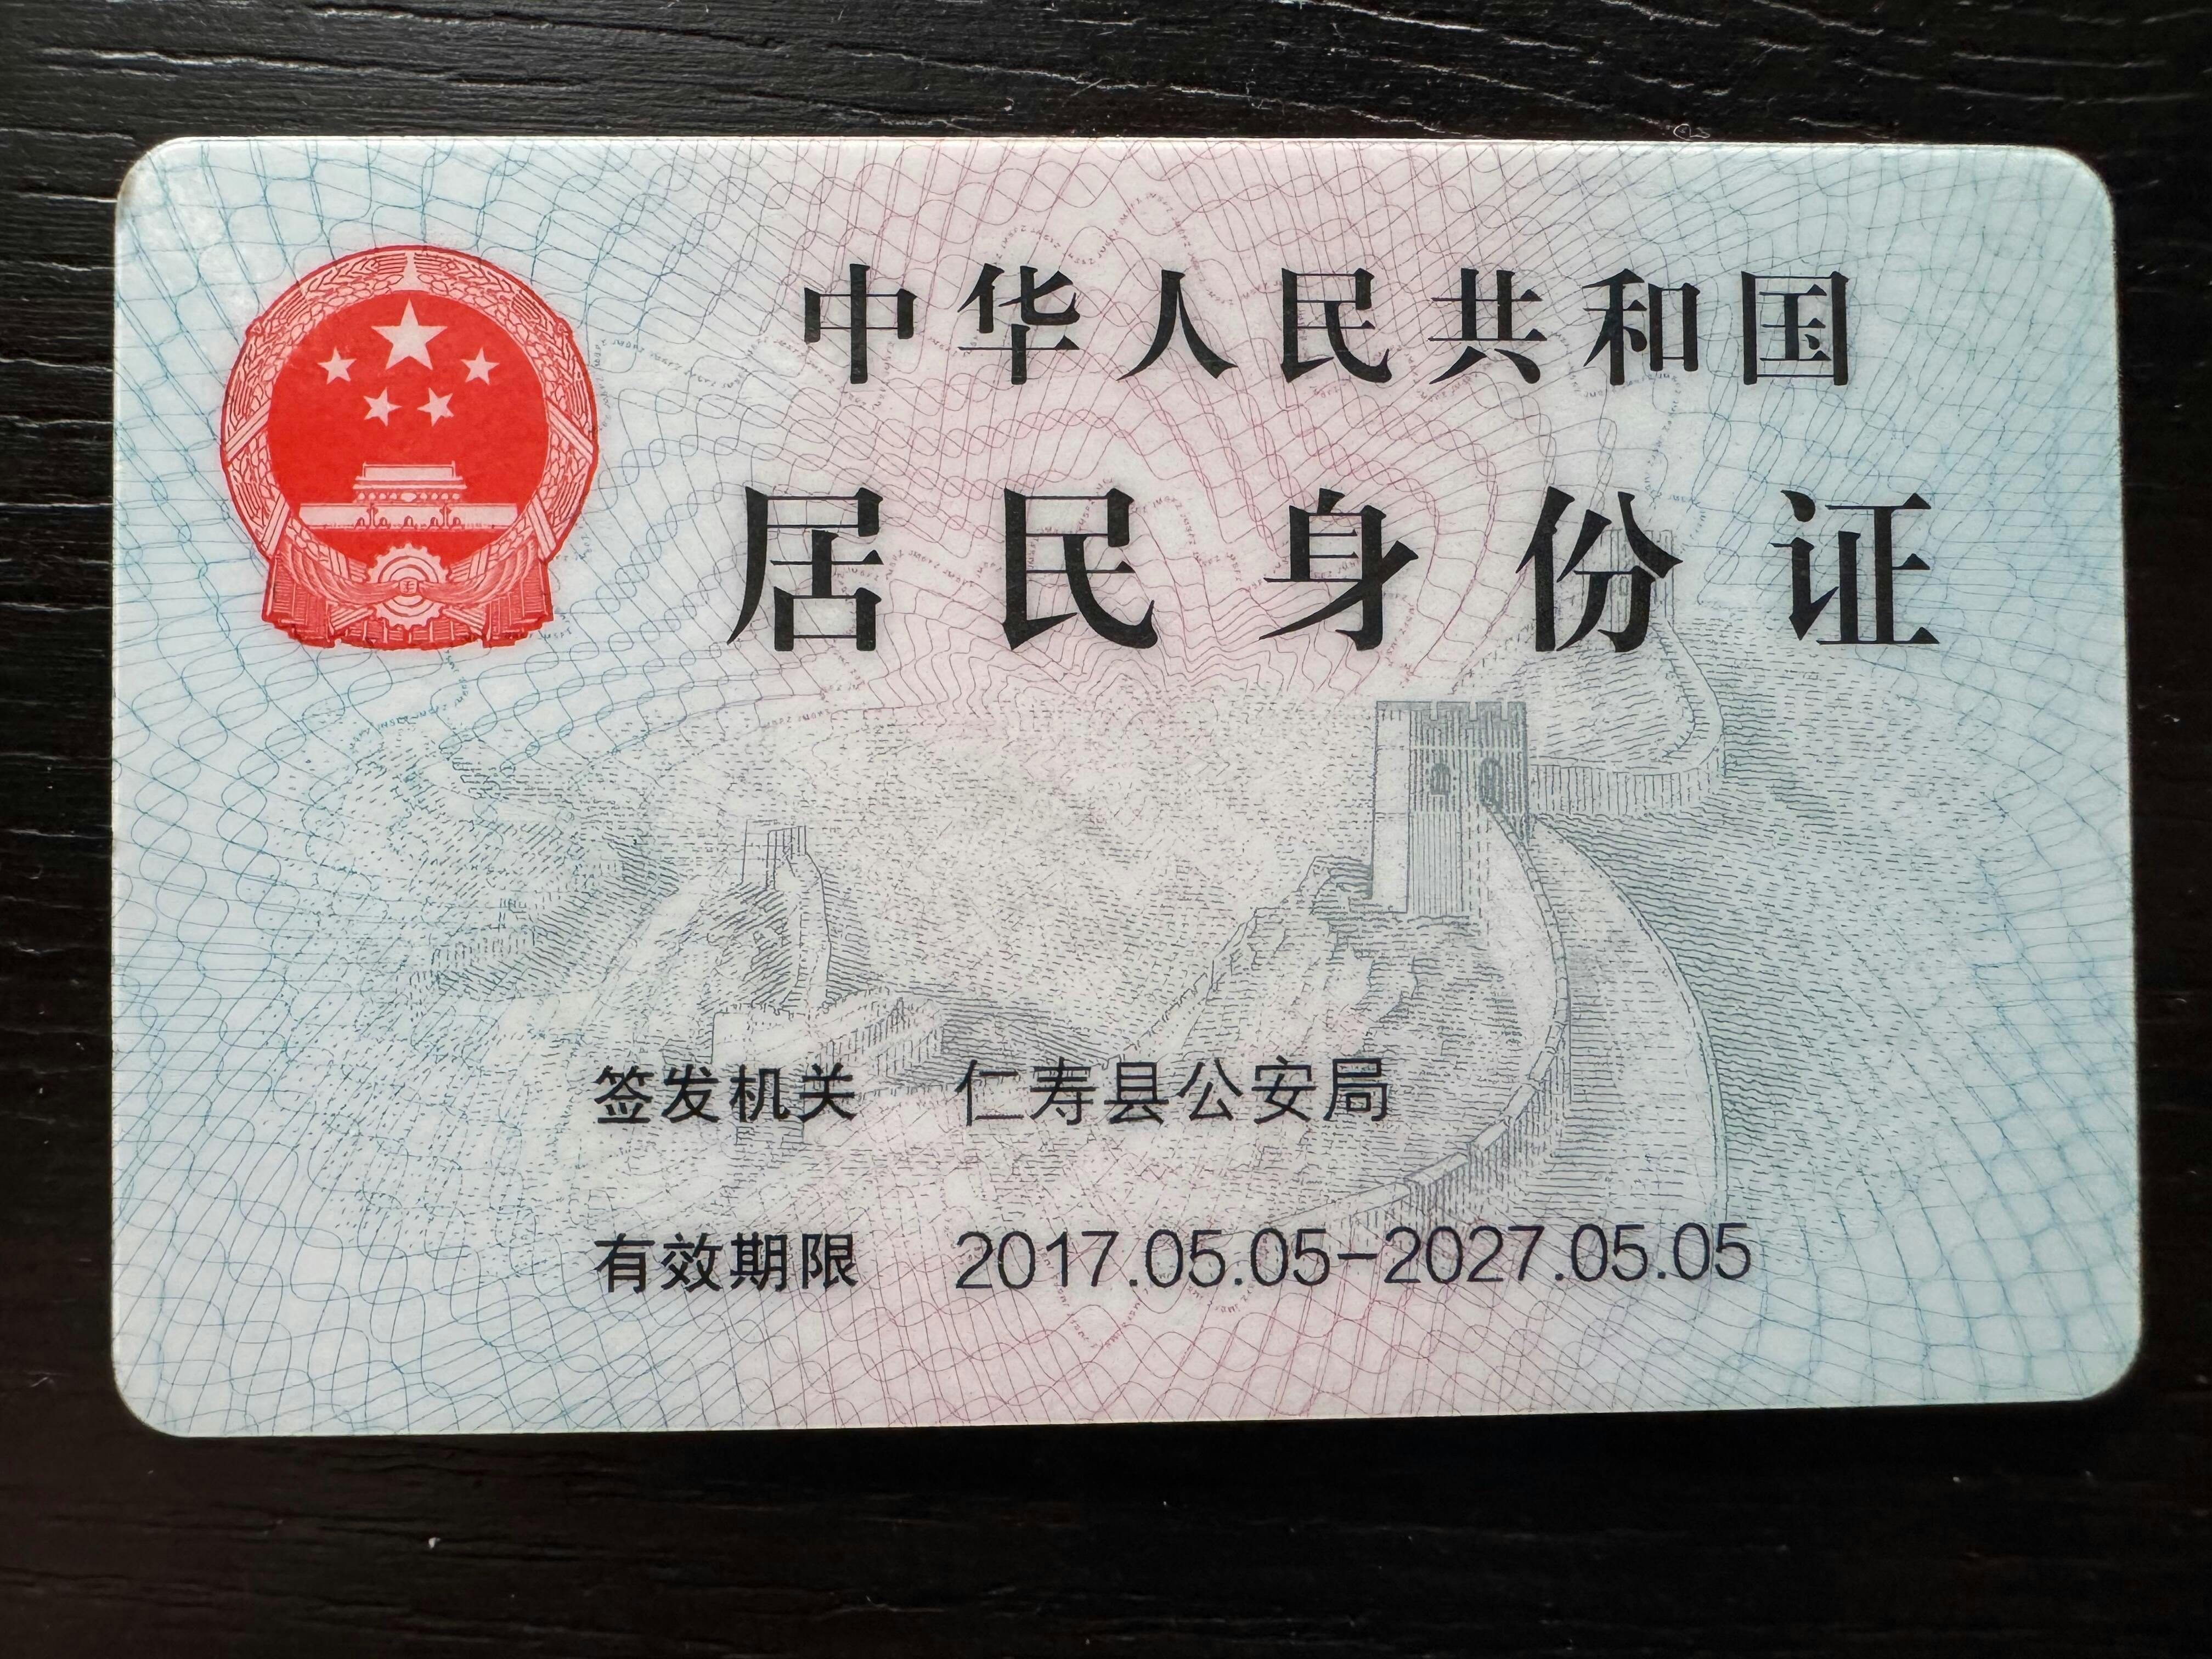 中华人民共和国
居民身份证
签发机关 仁寿县公安局
有效期限 2017.05.05-2027.05.05